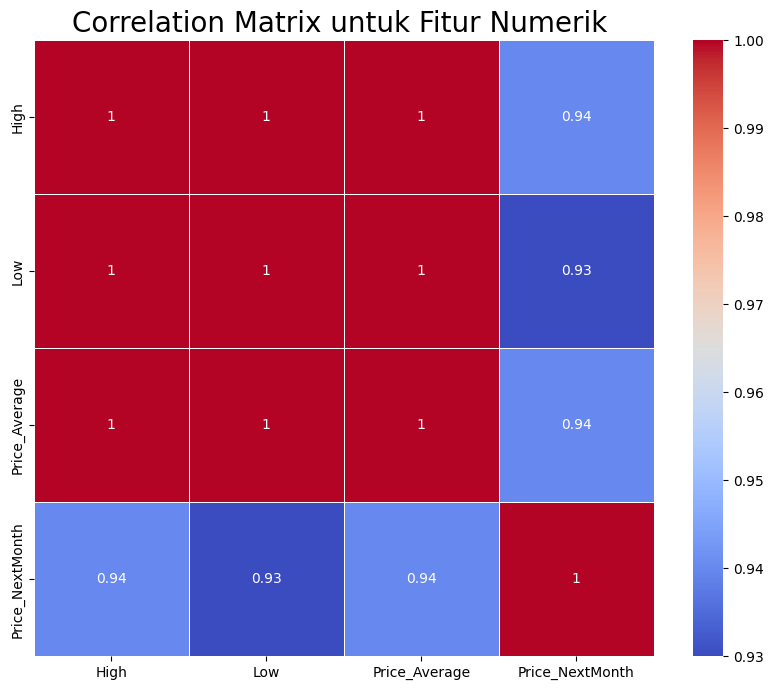 Correlation Matrix untuk Fitur Numerik
High 1 1 1 0.94
Low 1 1 1 0.93
Price_Average 1 1 1 0.94
Price_NextMonth 0.94 0.93 0.94 1
High Low Price_Average Price_NextMonth
1.00
0.99
0.98
0.97
0.96
0.95
0.94
0.93